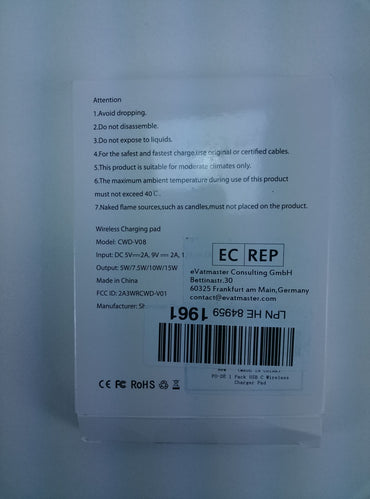 Attention
1.Avoid dropping.
2.Do not disassemble.
3.Do not expose to liquids.
4.For the safest and fastest charge,use original or certified cables.
5.This product is suitable for moderate climates only.
6.The maximum ambient temperature during use of this product
must not exceed 40℃.
7.Naked flame sources,such as candles,must not placed on the product.
Wireless Charging pad
Model: CWD-V08
Input: DC 5V⎓2A, 9V⎓2A,
Output: 5W/7.5W/10W/15W
Made in China
FCC ID: 2A3WRCWD-V01
Manufacturer:
EC REP
eVatmaster Consulting GmbH
Bettinastr.30
60325 Frankfurt am Main,Germany
contact@evatmaster.com
LPN HE 84959 1961
CE FC RoHS
1 Pack USB C Wireless
Charger Pad